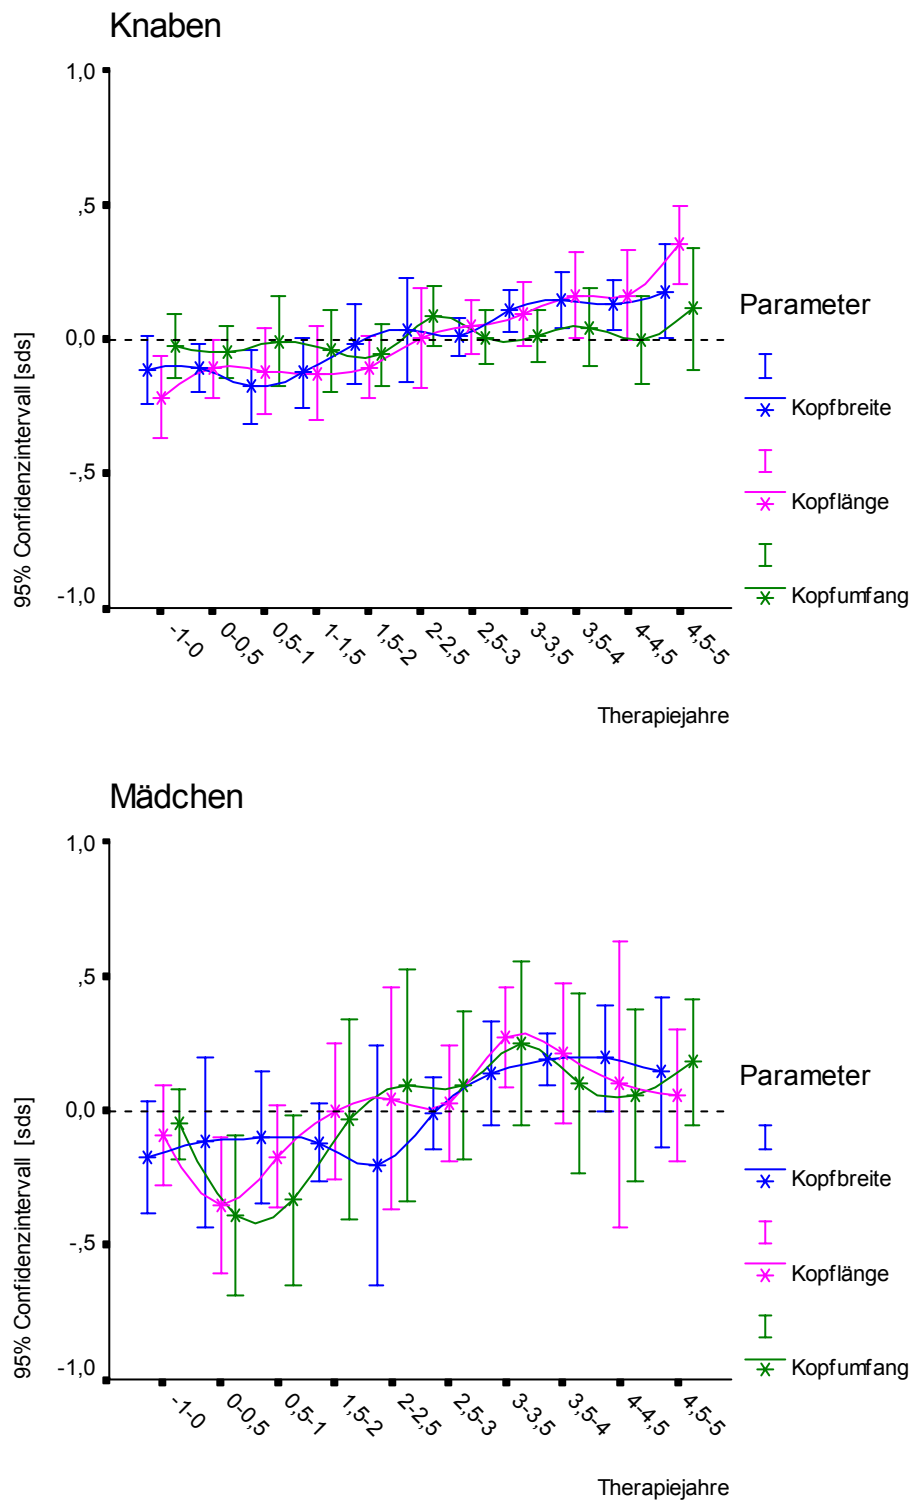 Knaben
1,0
,5
0,0
-,5
-1,0
95% Confidenzintervall [sds]
-1-0
0-0,5
0,5-1
1-1,5
1,5-2
2-2,5
2,5-3
3-3,5
3,5-4
4-4,5
4,5-5
Therapiejahre
Parameter
Kopfbreite
Kopflänge
Kopfumfang
Mädchen
1,0
,5
0,0
-,5
-1,0
95% Confidenzintervall [sds]
-1-0
0-0,5
0,5-1
1,5-2
2-2,5
2,5-3
3-3,5
3,5-4
4-4,5
4,5-5
Therapiejahre
Parameter
Kopfbreite
Kopflänge
Kopfumfang